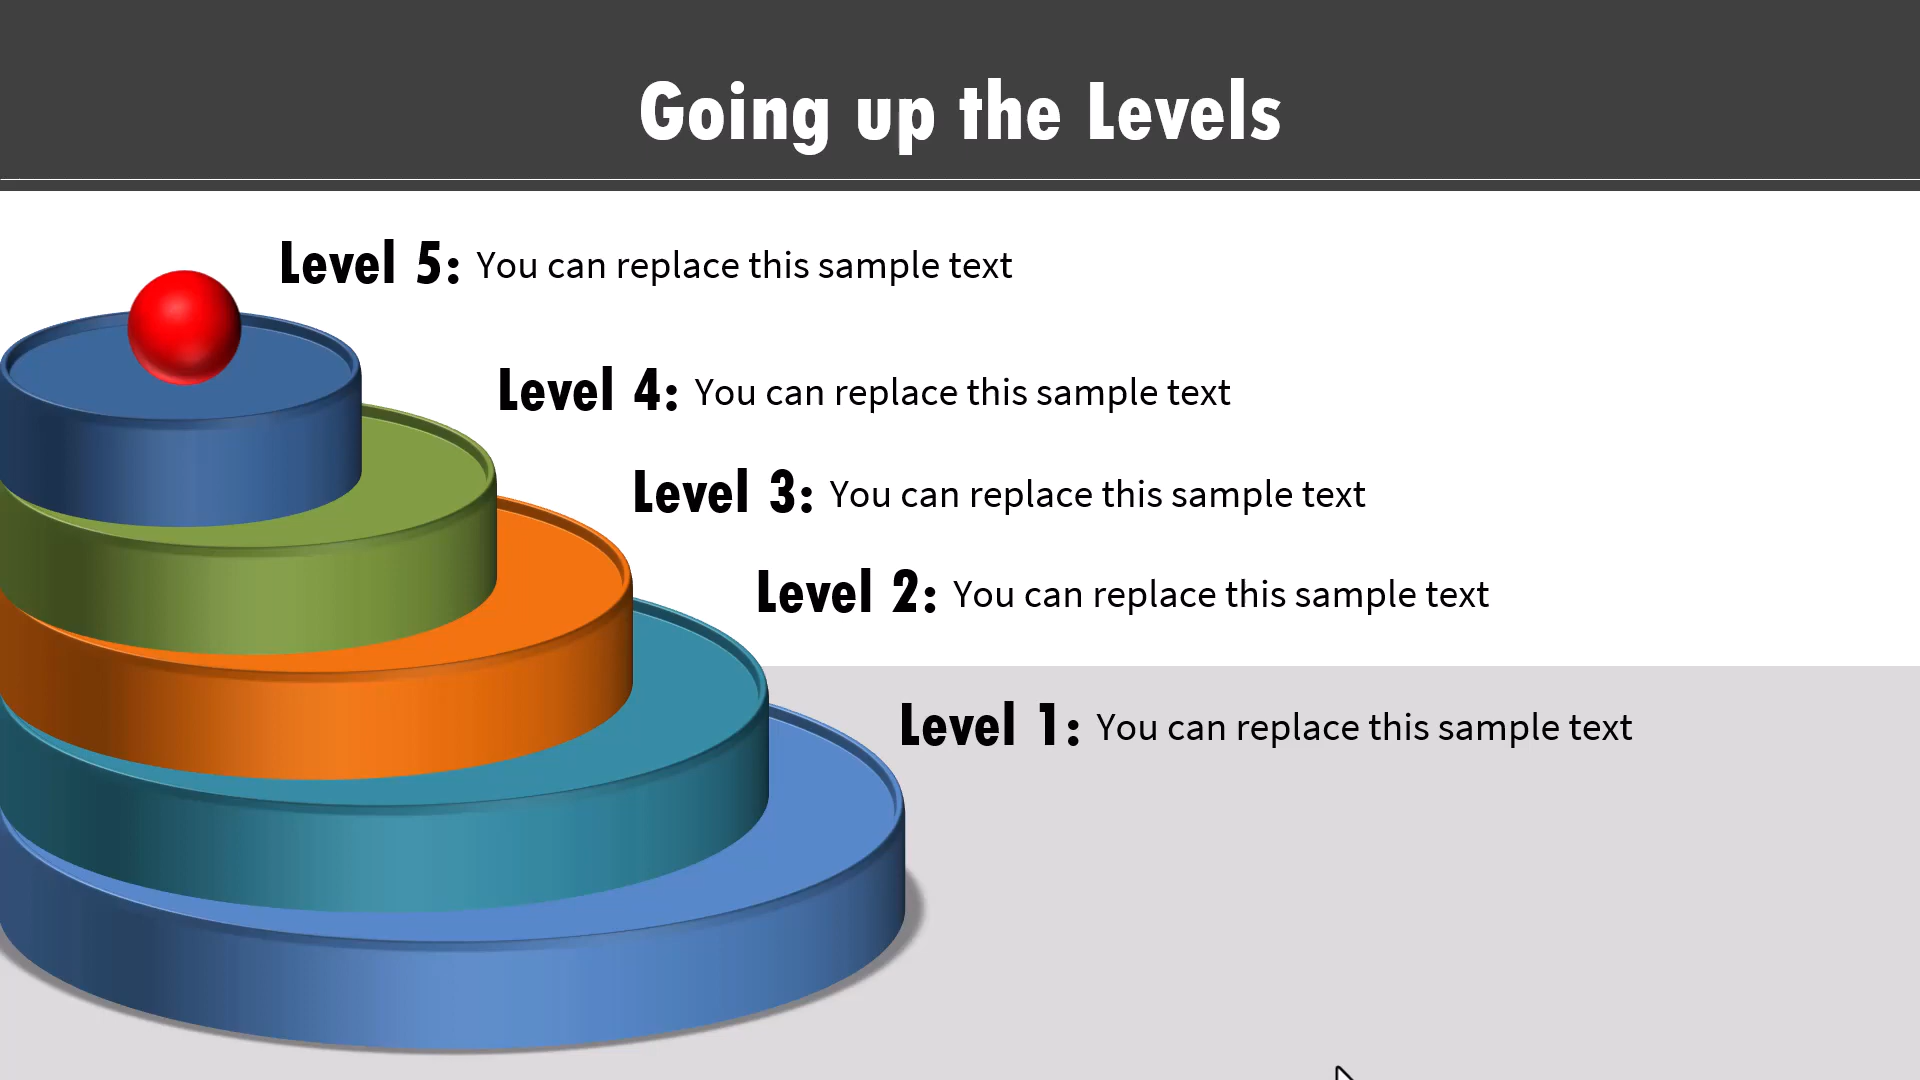 Going up the Levels
Level 5: You can replace this sample text
Level 4: You can replace this sample text
Level 3: You can replace this sample text
Level 2: You can replace this sample text
Level 1: You can replace this sample text